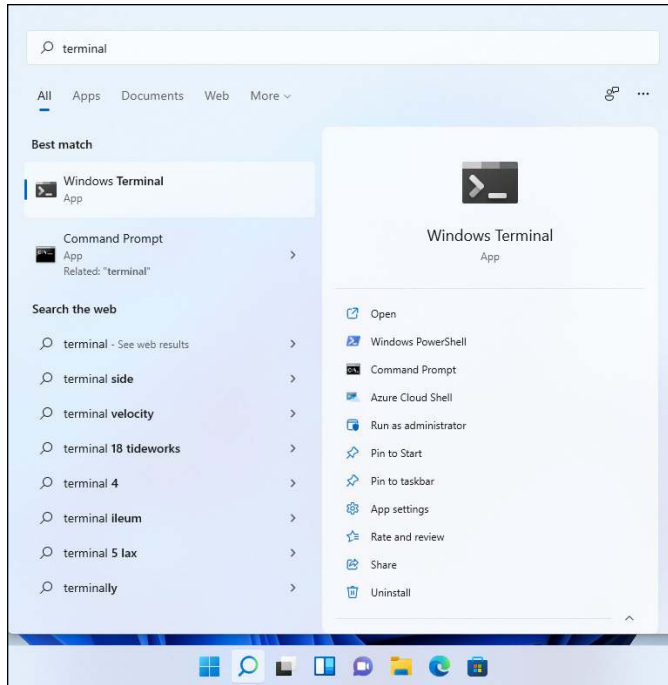 terminal
All Apps Documents Web More
Best match
Windows Terminal
App
Command Prompt
App
Related: "terminal"
Search the web
terminal - See web results
terminal side
terminal velocity
terminal 18 tideworks
terminal 4
terminal ileum
terminal 5 lax
terminally
Windows Terminal
App
Open
Windows PowerShell
Command Prompt
Azure Cloud Shell
Run as administrator
Pin to Start
Pin to taskbar
App settings
Rate and review
Share
Uninstall